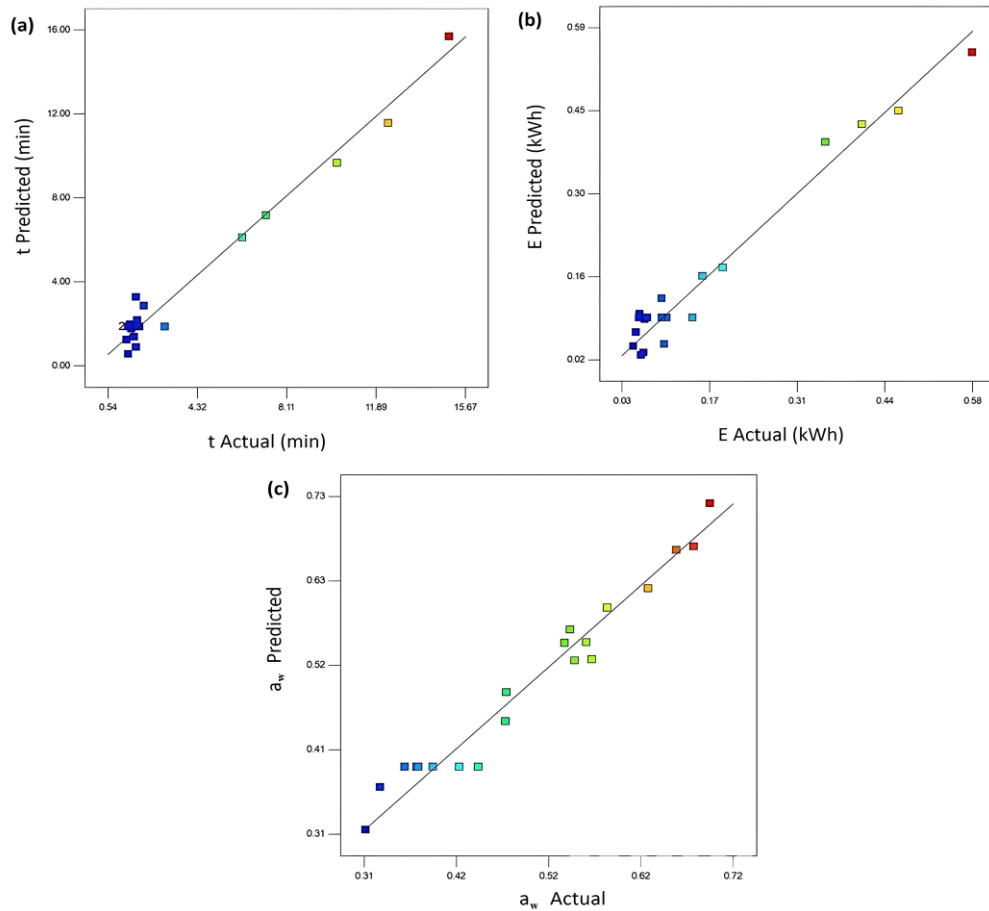 (a)
t Predicted (min)
16.00
12.00
8.00
4.00
0.00
2
0.54 4.32 8.11 11.89 15.67
t Actual (min)
(b)
E Predicted (kWh)
0.59
0.45
0.30
0.16
0.02
0.03 0.17 0.31 0.44 0.58
E Actual (kWh)
(c)
aw Predicted
0.73
0.63
0.52
0.41
0.31
0.31 0.42 0.52 0.62 0.72
aw Actual